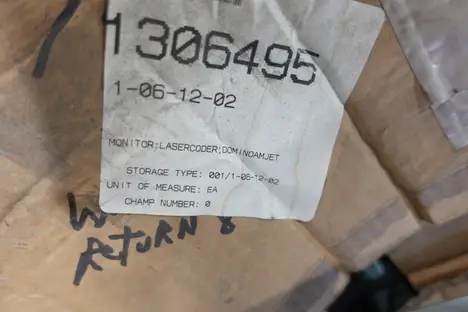 1306495
1-06-12-02
MONITOR;LASERCODER;DOMINOAMJET
STORAGE TYPE: 001/1-06-12-02
UNIT OF MEASURE: EA
CHAMP NUMBER: 0
RETURN